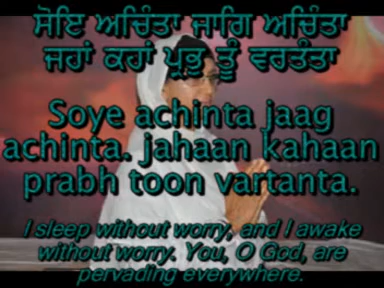 ਸੋਇ ਅਚਿੰਤਾ ਜਾਗਿ ਅਚਿੰਤਾ
ਜਹਾਂ ਕਹਾਂ ਪ੍ਰਭੁ ਤੂੰ ਵਰਤੰਤਾ
Soye achinta jaag
achinta. jahaan kahaan
prabh toon vartanta.
I sleep without worry, and I awake
without worry. You, O God, are
pervading everywhere.